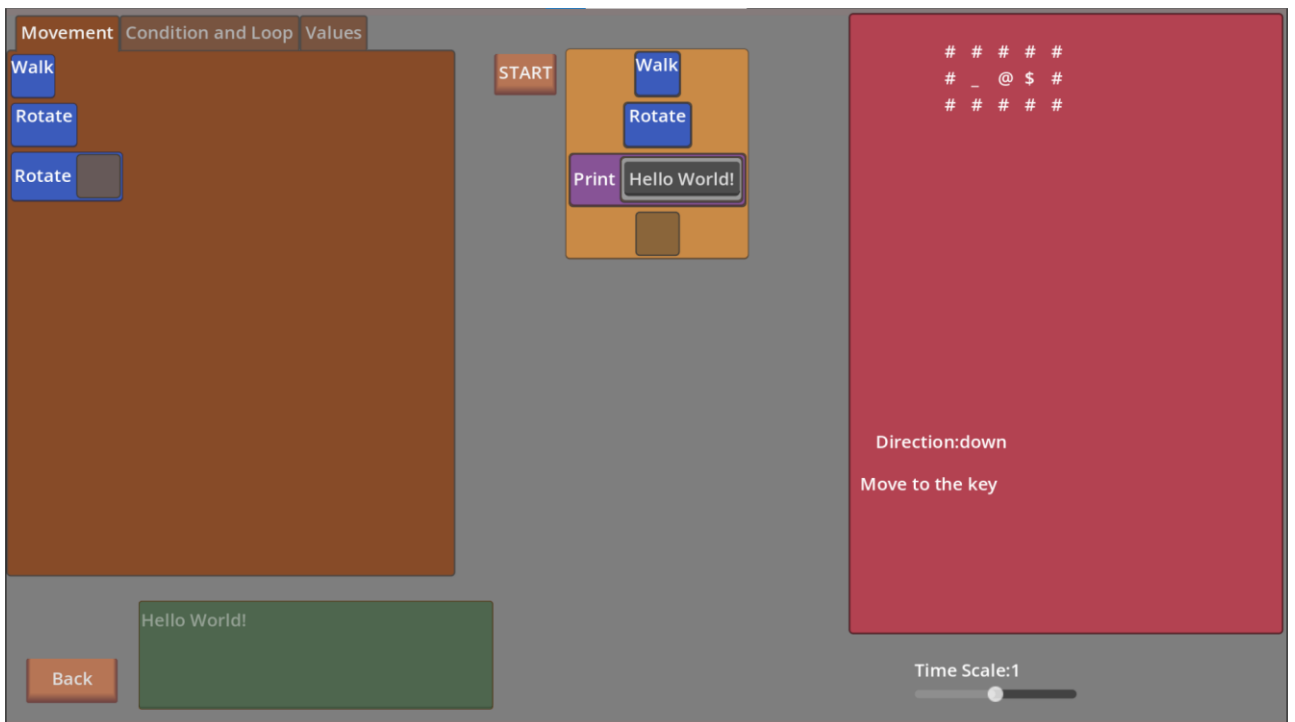 Movement Condition and Loop Values
Walk
Rotate
Rotate
START
Walk
Rotate
Print Hello World!
# # # # #
# _ @ $ #
# # # # #
Direction:down
Move to the key
Hello World!
Back
Time Scale:1